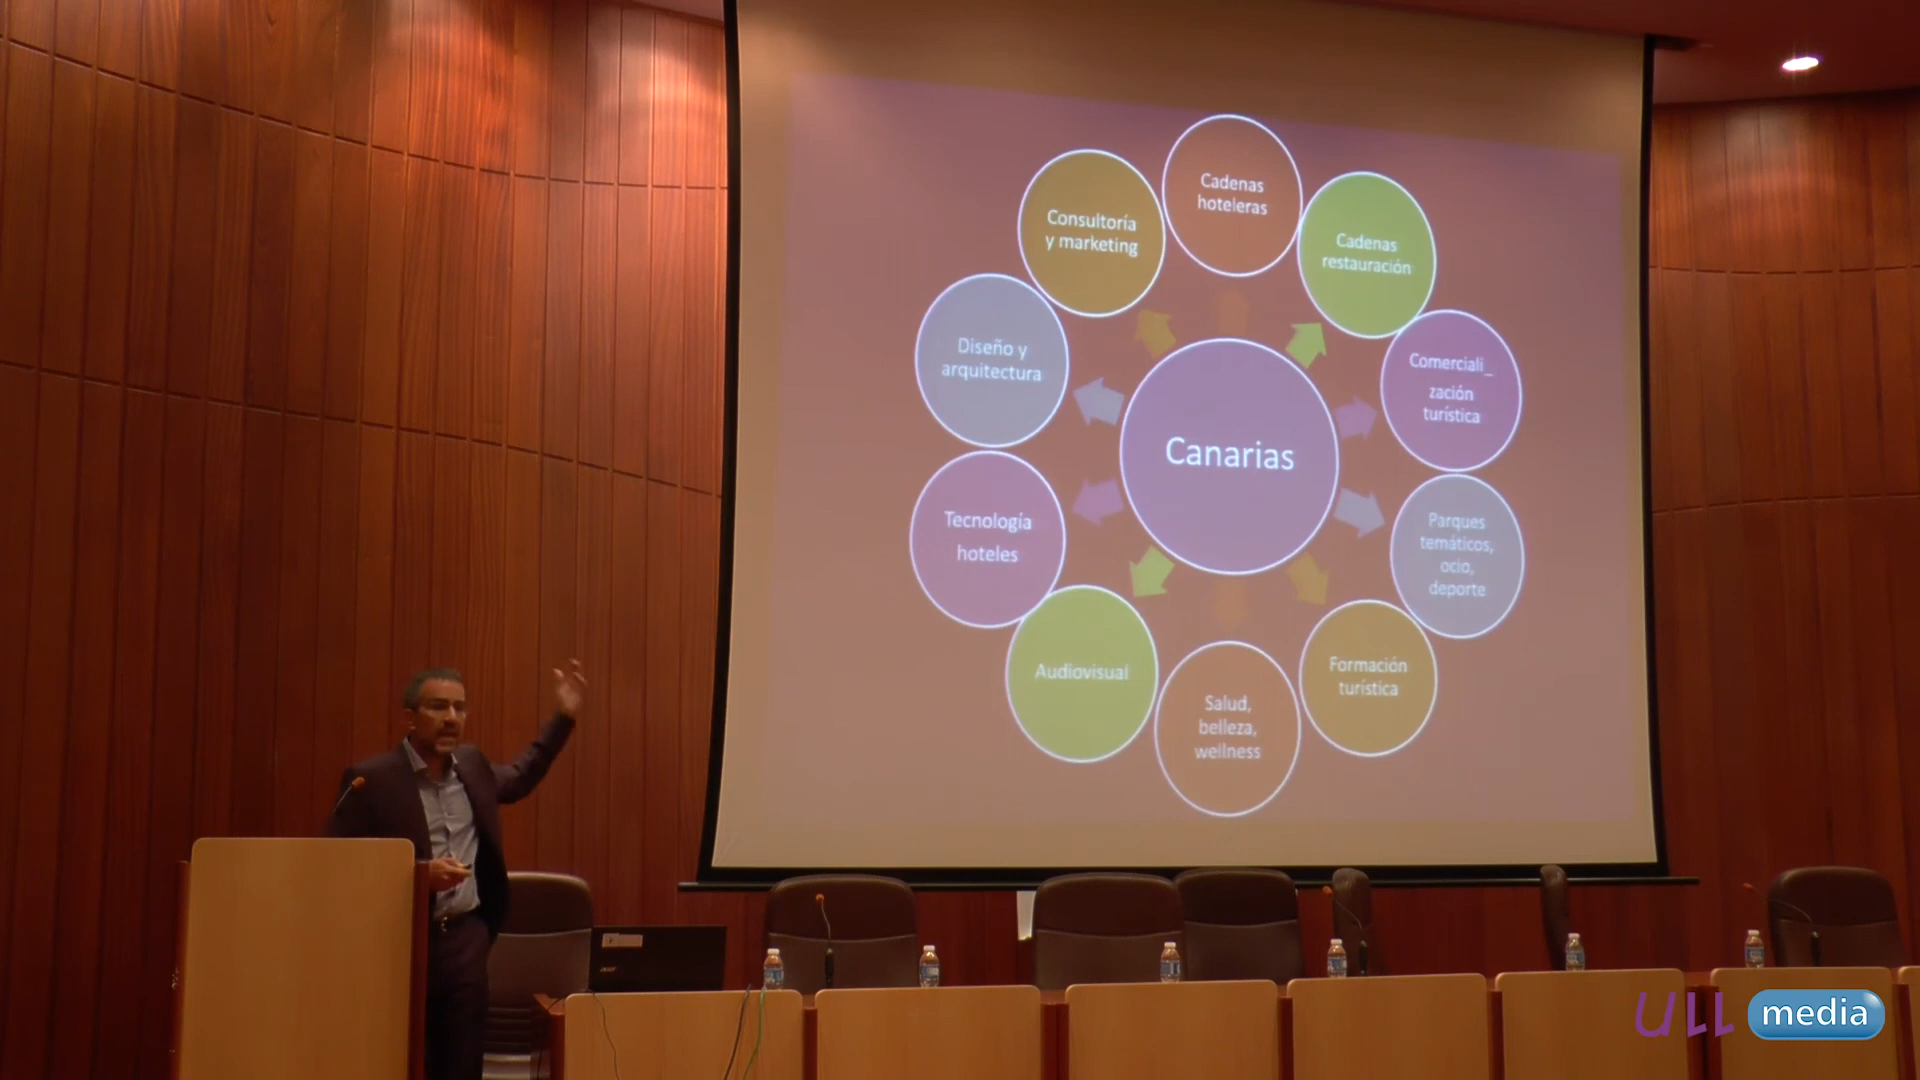 Cadenas
hoteleras
Cadenas
restauración
Comerciali_
zación
turística
Parques
temáticos,
ocio,
deporte
Formación
turística
Salud,
belleza,
wellness
Audiovisual
Tecnología
hoteles
Diseño y
arquitectura
Consultoría
y marketing
Canarias
acer
ULL media